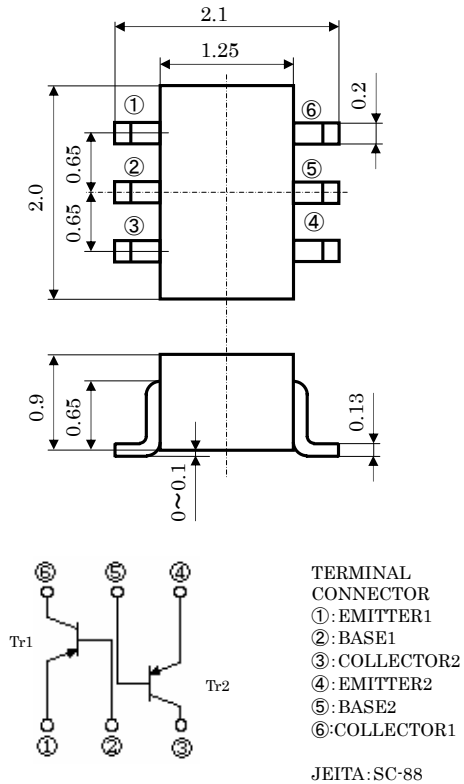 2.1
1.25
①
⑥
0.2
0.65
②
⑤
2.0
0.65
③
④
0.9
0.65
0.13
0~0.1
⑥ ⑤ ④
Tr1
Tr2
① ② ③
TERMINAL
CONNECTOR
①:EMITTER1
②:BASE1
③:COLLECTOR2
④:EMITTER2
⑤:BASE2
⑥:COLLECTOR1
JEITA:SC-88